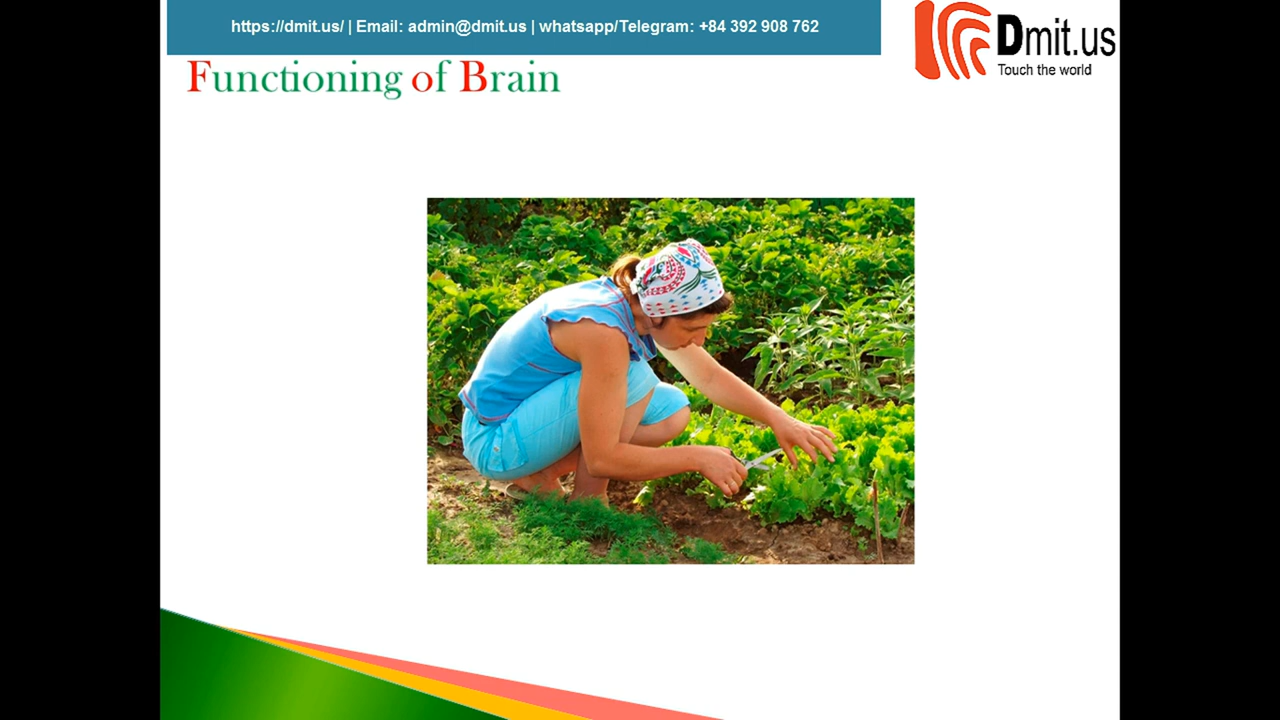 https://dmit.us/ | Email: admin@dmit.us | whatsapp/Telegram: +84 392 908 762
Dmit.us
Touch the world
Functioning of Brain